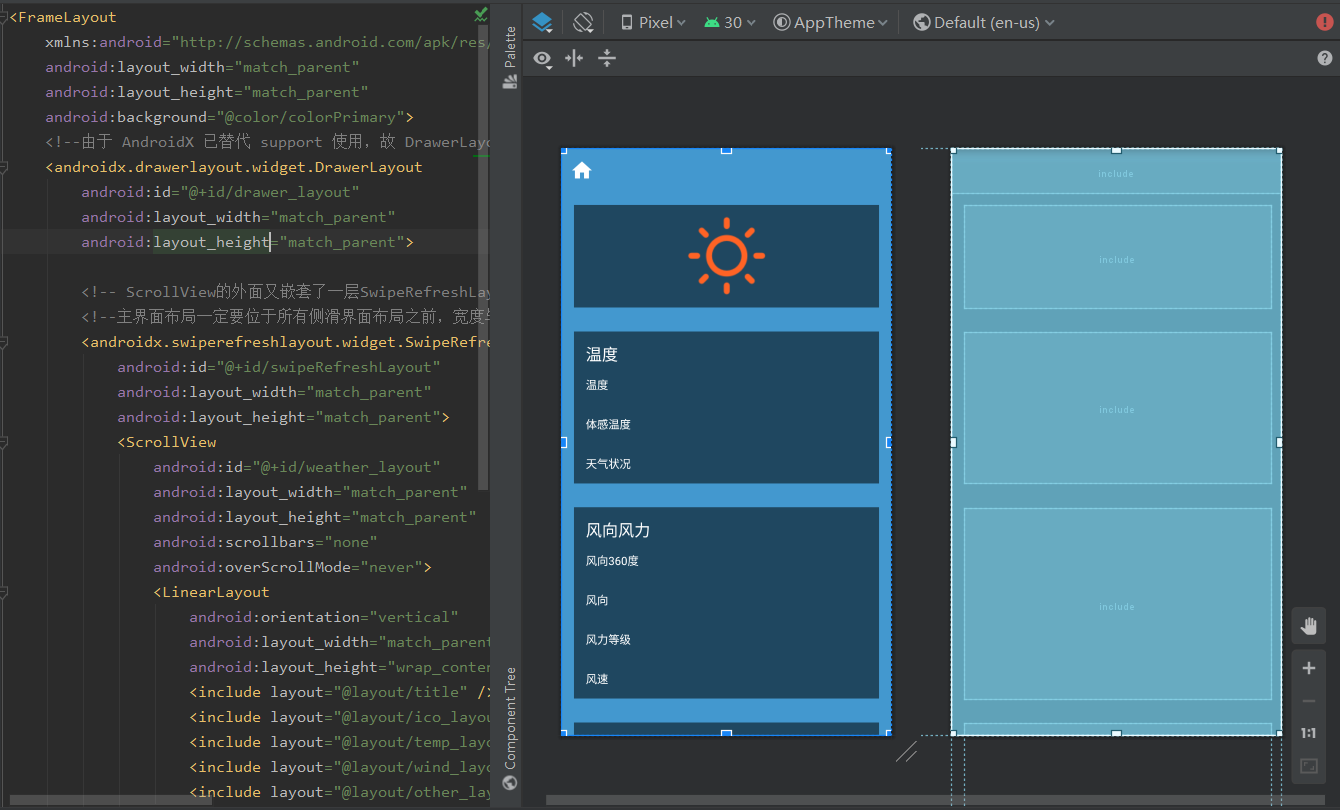 <FrameLayout
xmlns:android="http://schemas.android.com/apk/res/
android:layout_width="match_parent"
android:layout_height="match_parent"
android:background="@color/colorPrimary">
<!--由于 AndroidX 已替代 support 使用，故 DrawerLayo
<androidx.drawerlayout.widget.DrawerLayout
android:id="@+id/drawer_layout"
android:layout_width="match_parent"
android:layout_height="match_parent">
<!-- ScrollView的外面又嵌套了一层SwipeRefreshLay
<!--主界面布局一定要位于所有侧滑界面布局之前，宽度
<androidx.swiperefreshlayout.widget.SwipeRefre
android:id="@+id/swipeRefreshLayout"
android:layout_width="match_parent"
android:layout_height="match_parent">
<ScrollView
android:id="@+id/weather_layout"
android:layout_width="match_parent"
android:layout_height="match_parent"
android:scrollbars="none"
android:overScrollMode="never">
<LinearLayout
android:orientation="vertical"
android:layout_width="match_parent
android:layout_height="wrap_conten
<include layout="@layout/title" />
<include layout="@layout/ico_layou
<include layout="@layout/temp_layo
<include layout="@layout/wind_layo
<include layout="@layout/other_lay
Palette
Component Tree
Pixel
30
AppTheme
Default (en-us)
温度
温度
体感温度
天气状况
风向风力
风向360度
风向
风力等级
风速
include
include
include
include
1:1